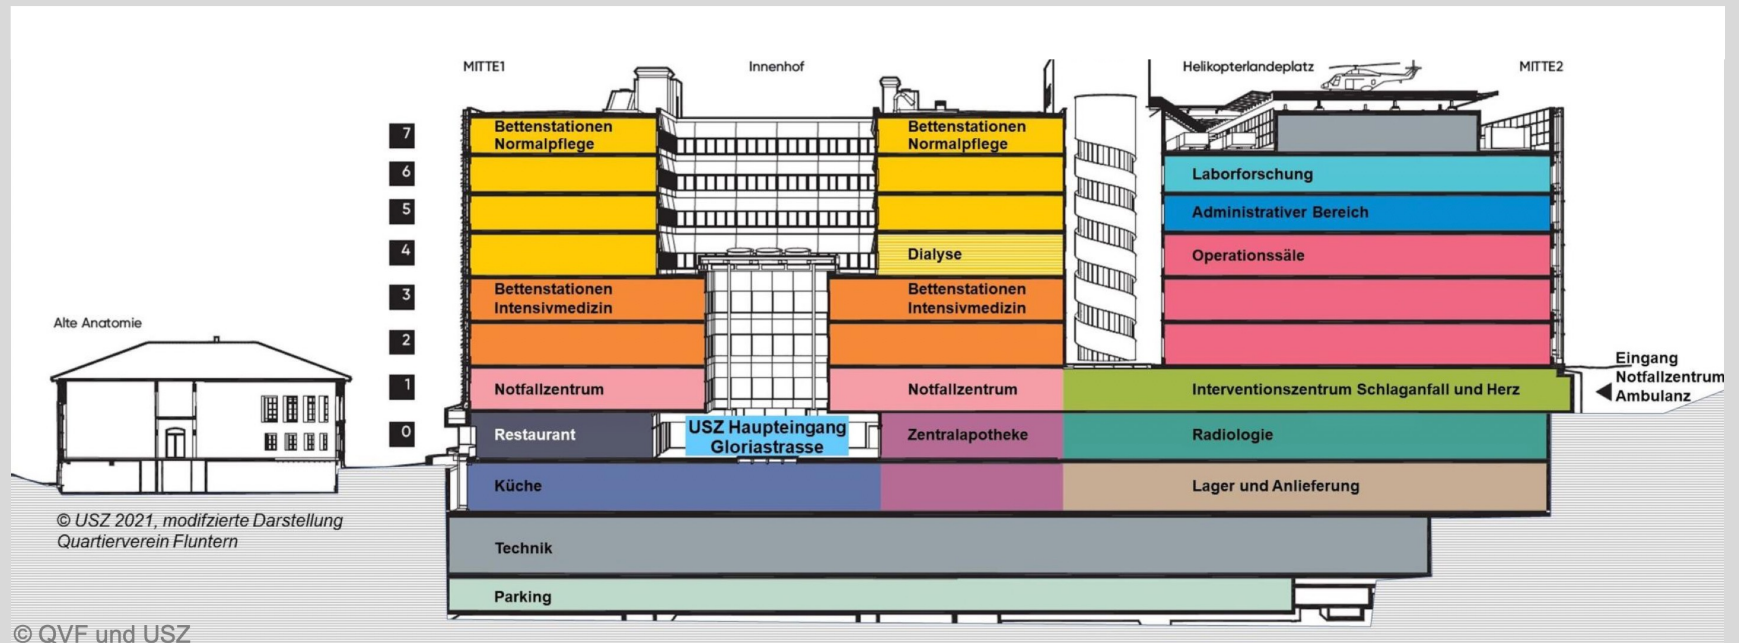 MITTE1
Innenhof
Helikopterlandeplatz
MITTE2
7
Bettenstationen
Normalpflege
Bettenstationen
Normalpflege
6
Laborforschung
5
Administrativer Bereich
4
Dialyse
Operationssäle
3
Bettenstationen
Intensivmedizin
Bettenstationen
Intensivmedizin
Alte Anatomie
2
Eingang
Notfallzentrum
Ambulanz
1
Notfallzentrum
Notfallzentrum
Interventionszentrum Schlaganfall und Herz
0
Restaurant
USZ Haupteingang
Gloriastrasse
Zentralapotheke
Radiologie
Küche
Lager und Anlieferung
© USZ 2021, modifzierte Darstellung
Quartierverein Fluntern
Technik
Parking
© QVF und USZ